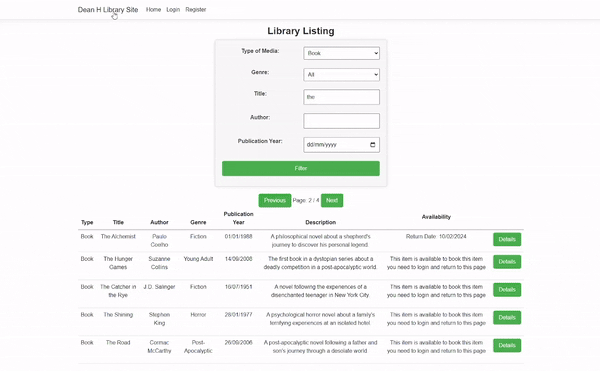 Dean H Library Site Home Login Register
Library Listing
Type of Media: Book
Genre: All
Title: the
Author:
Publication Year: dd/mm/yyyy
Filter
Previous Page: 2 / 4 Next
Type Title Author Genre Publication Year Description Availability
Book The Alchemist Paulo Coelho Fiction 01/01/1988 A philosophical novel about a shepherd's journey to discover his personal legend. Return Date: 10/02/2024 Details
Book The Hunger Games Suzanne Collins Young Adult 14/09/2008 The first book in a dystopian series about a deadly competition in a post-apocalyptic world. This item is available to book this item you need to login and return to this page Details
Book The Catcher in the Rye J.D. Salinger Fiction 16/07/1951 A novel following the experiences of a disenchanted teenager in New York City. This item is available to book this item you need to login and return to this page Details
Book The Shining Stephen King Horror 28/01/1977 A psychological horror novel about a family's terrifying experiences at an isolated hotel. This item is available to book this item you need to login and return to this page Details
Book The Road Cormac McCarthy Post-Apocalyptic 26/09/2006 A post-apocalyptic novel following a father and son's journey through a desolate world. This item is available to book this item you need to login and return to this page Details